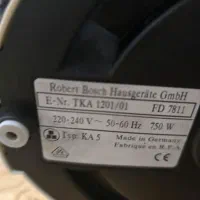 Robert Bosch Hausgeräte GmbH
E-Nr. TKA 1201/01 FD 7811
220-240 V ~ 50-60 Hz 750 W
Type KA 5 Made in Germany
Fabriqué en R.F.A.